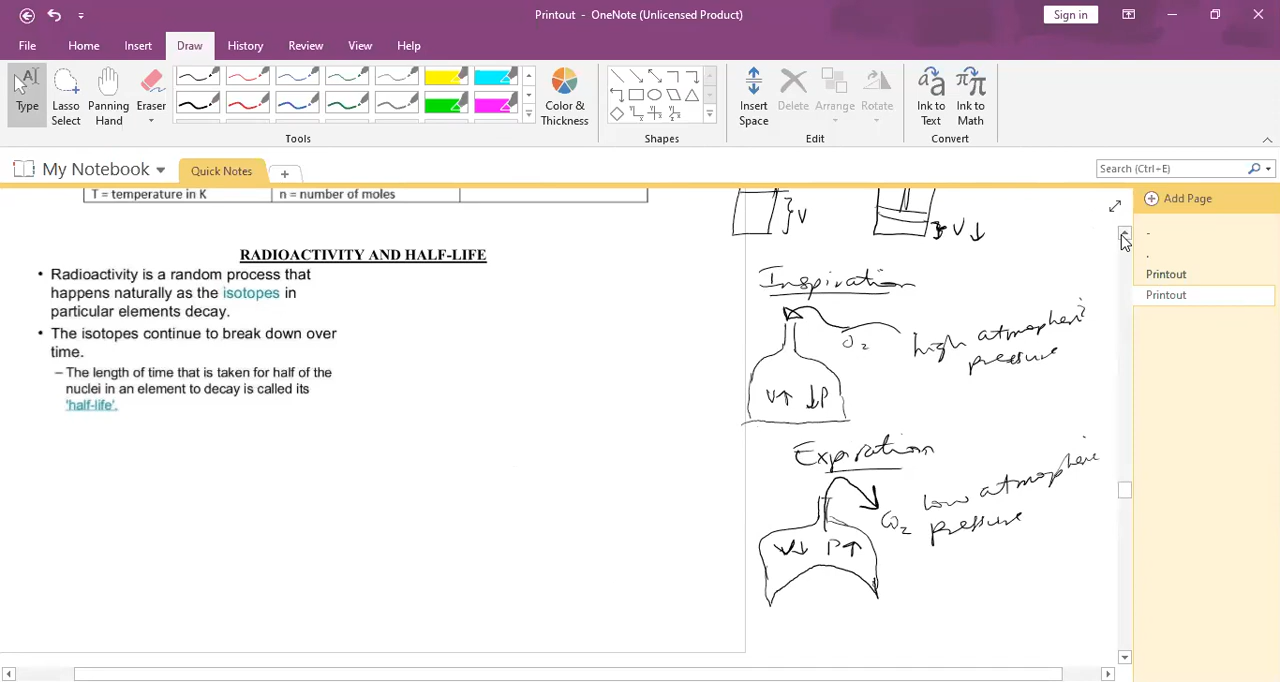 Printout - OneNote (Unlicensed Product)
Sign in
File Home Insert Draw History Review View Help
Type
Lasso Select
Panning Hand
Eraser
Tools
Color & Thickness
Shapes
Insert Space
Delete
Arrange
Rotate
Edit
Ink to Text
Ink to Math
Convert
My Notebook
Quick Notes
Search (Ctrl+E)
Add Page
-
.
Printout
Printout
T = temperature in K
n = number of moles
RADIOACTIVITY AND HALF-LIFE
• Radioactivity is a random process that
happens naturally as the isotopes in
particular elements decay.
• The isotopes continue to break down over
time.
– The length of time that is taken for half of the
nuclei in an element to decay is called its
'half-life'.
V
V↓
Inspiration
O₂
high atmospheric
pressure
V↑ ↓P
Expiration
CO₂
low atmospheric
pressure
V↓ P↑